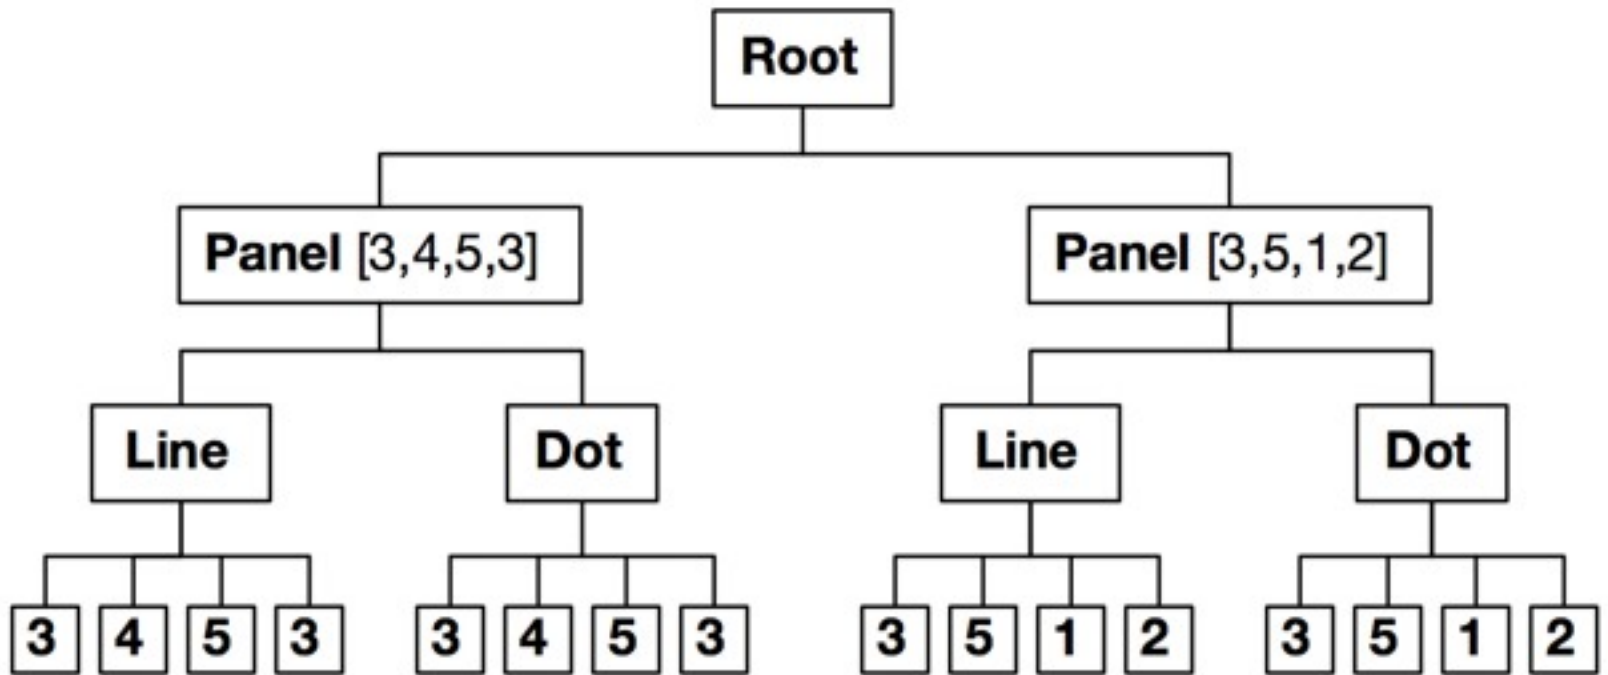 Root
Panel [3,4,5,3] Panel [3,5,1,2]
Line Dot Line Dot
3 4 5 3 3 4 5 3 3 5 1 2 3 5 1 2